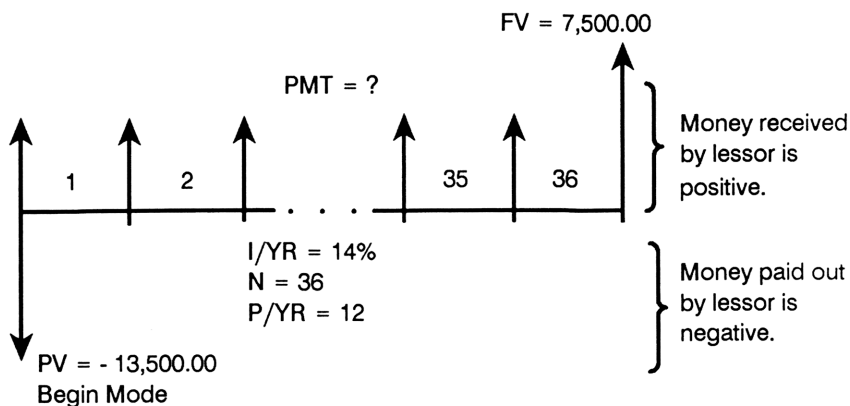 FV = 7,500.00
PMT = ?
Money received
by lessor is
positive.
1
2
. . .
35
36
I/YR = 14%
N = 36
P/YR = 12
Money paid out
by lessor is
negative.
PV = - 13,500.00
Begin Mode